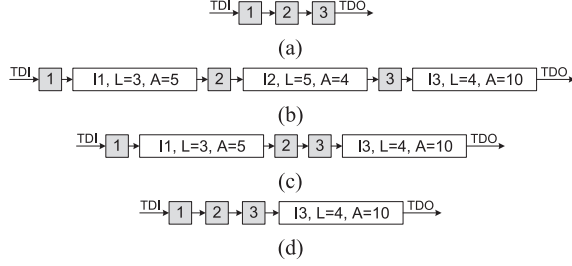 TDI 1 2 3 TDO
(a)
TDI 1 I1, L=3, A=5 2 I2, L=5, A=4 3 I3, L=4, A=10 TDO
(b)
TDI 1 I1, L=3, A=5 2 3 I3, L=4, A=10 TDO
(c)
TDI 1 2 3 I3, L=4, A=10 TDO
(d)